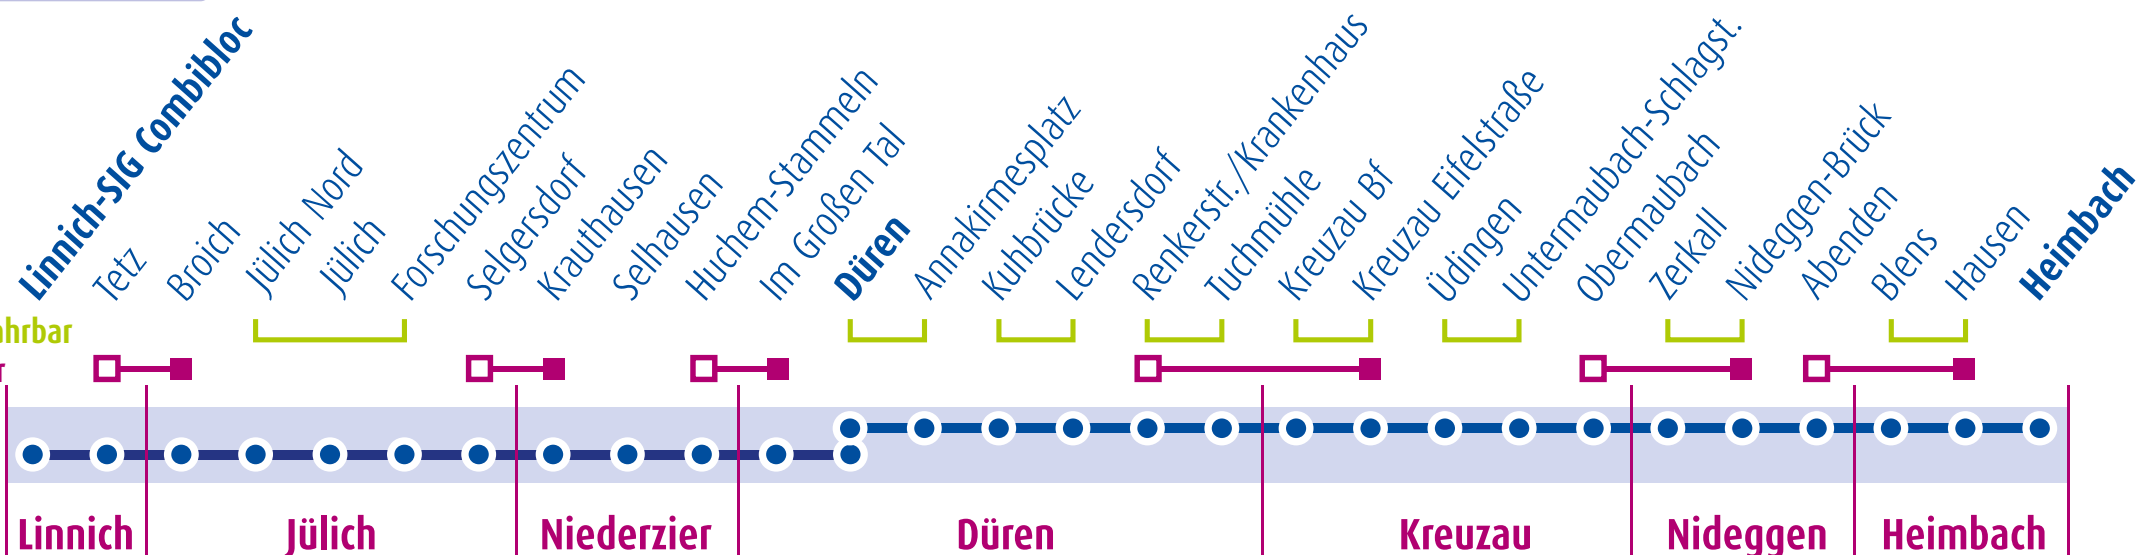 Linnich-SIG Combibloc
Tetz
Broich
Jülich Nord
Jülich
Forschungszentrum
Selgersdorf
Krauthausen
Selhausen
Huchem-Stammeln
Im Großen Tal
Düren
Annakirmesplatz
Kuhbrücke
Lendersdorf
Renkerstr./Krankenhaus
Tuchmühle
Kreuzau Bf
Kreuzau Eifelstraße
Üdingen
Untermaubach-Schlagst.
Obermaubach
Zerkall
Nideggen-Brück
Abenden
Blens
Hausen
Heimbach
Linnich
Jülich
Niederzier
Düren
Kreuzau
Nideggen
Heimbach